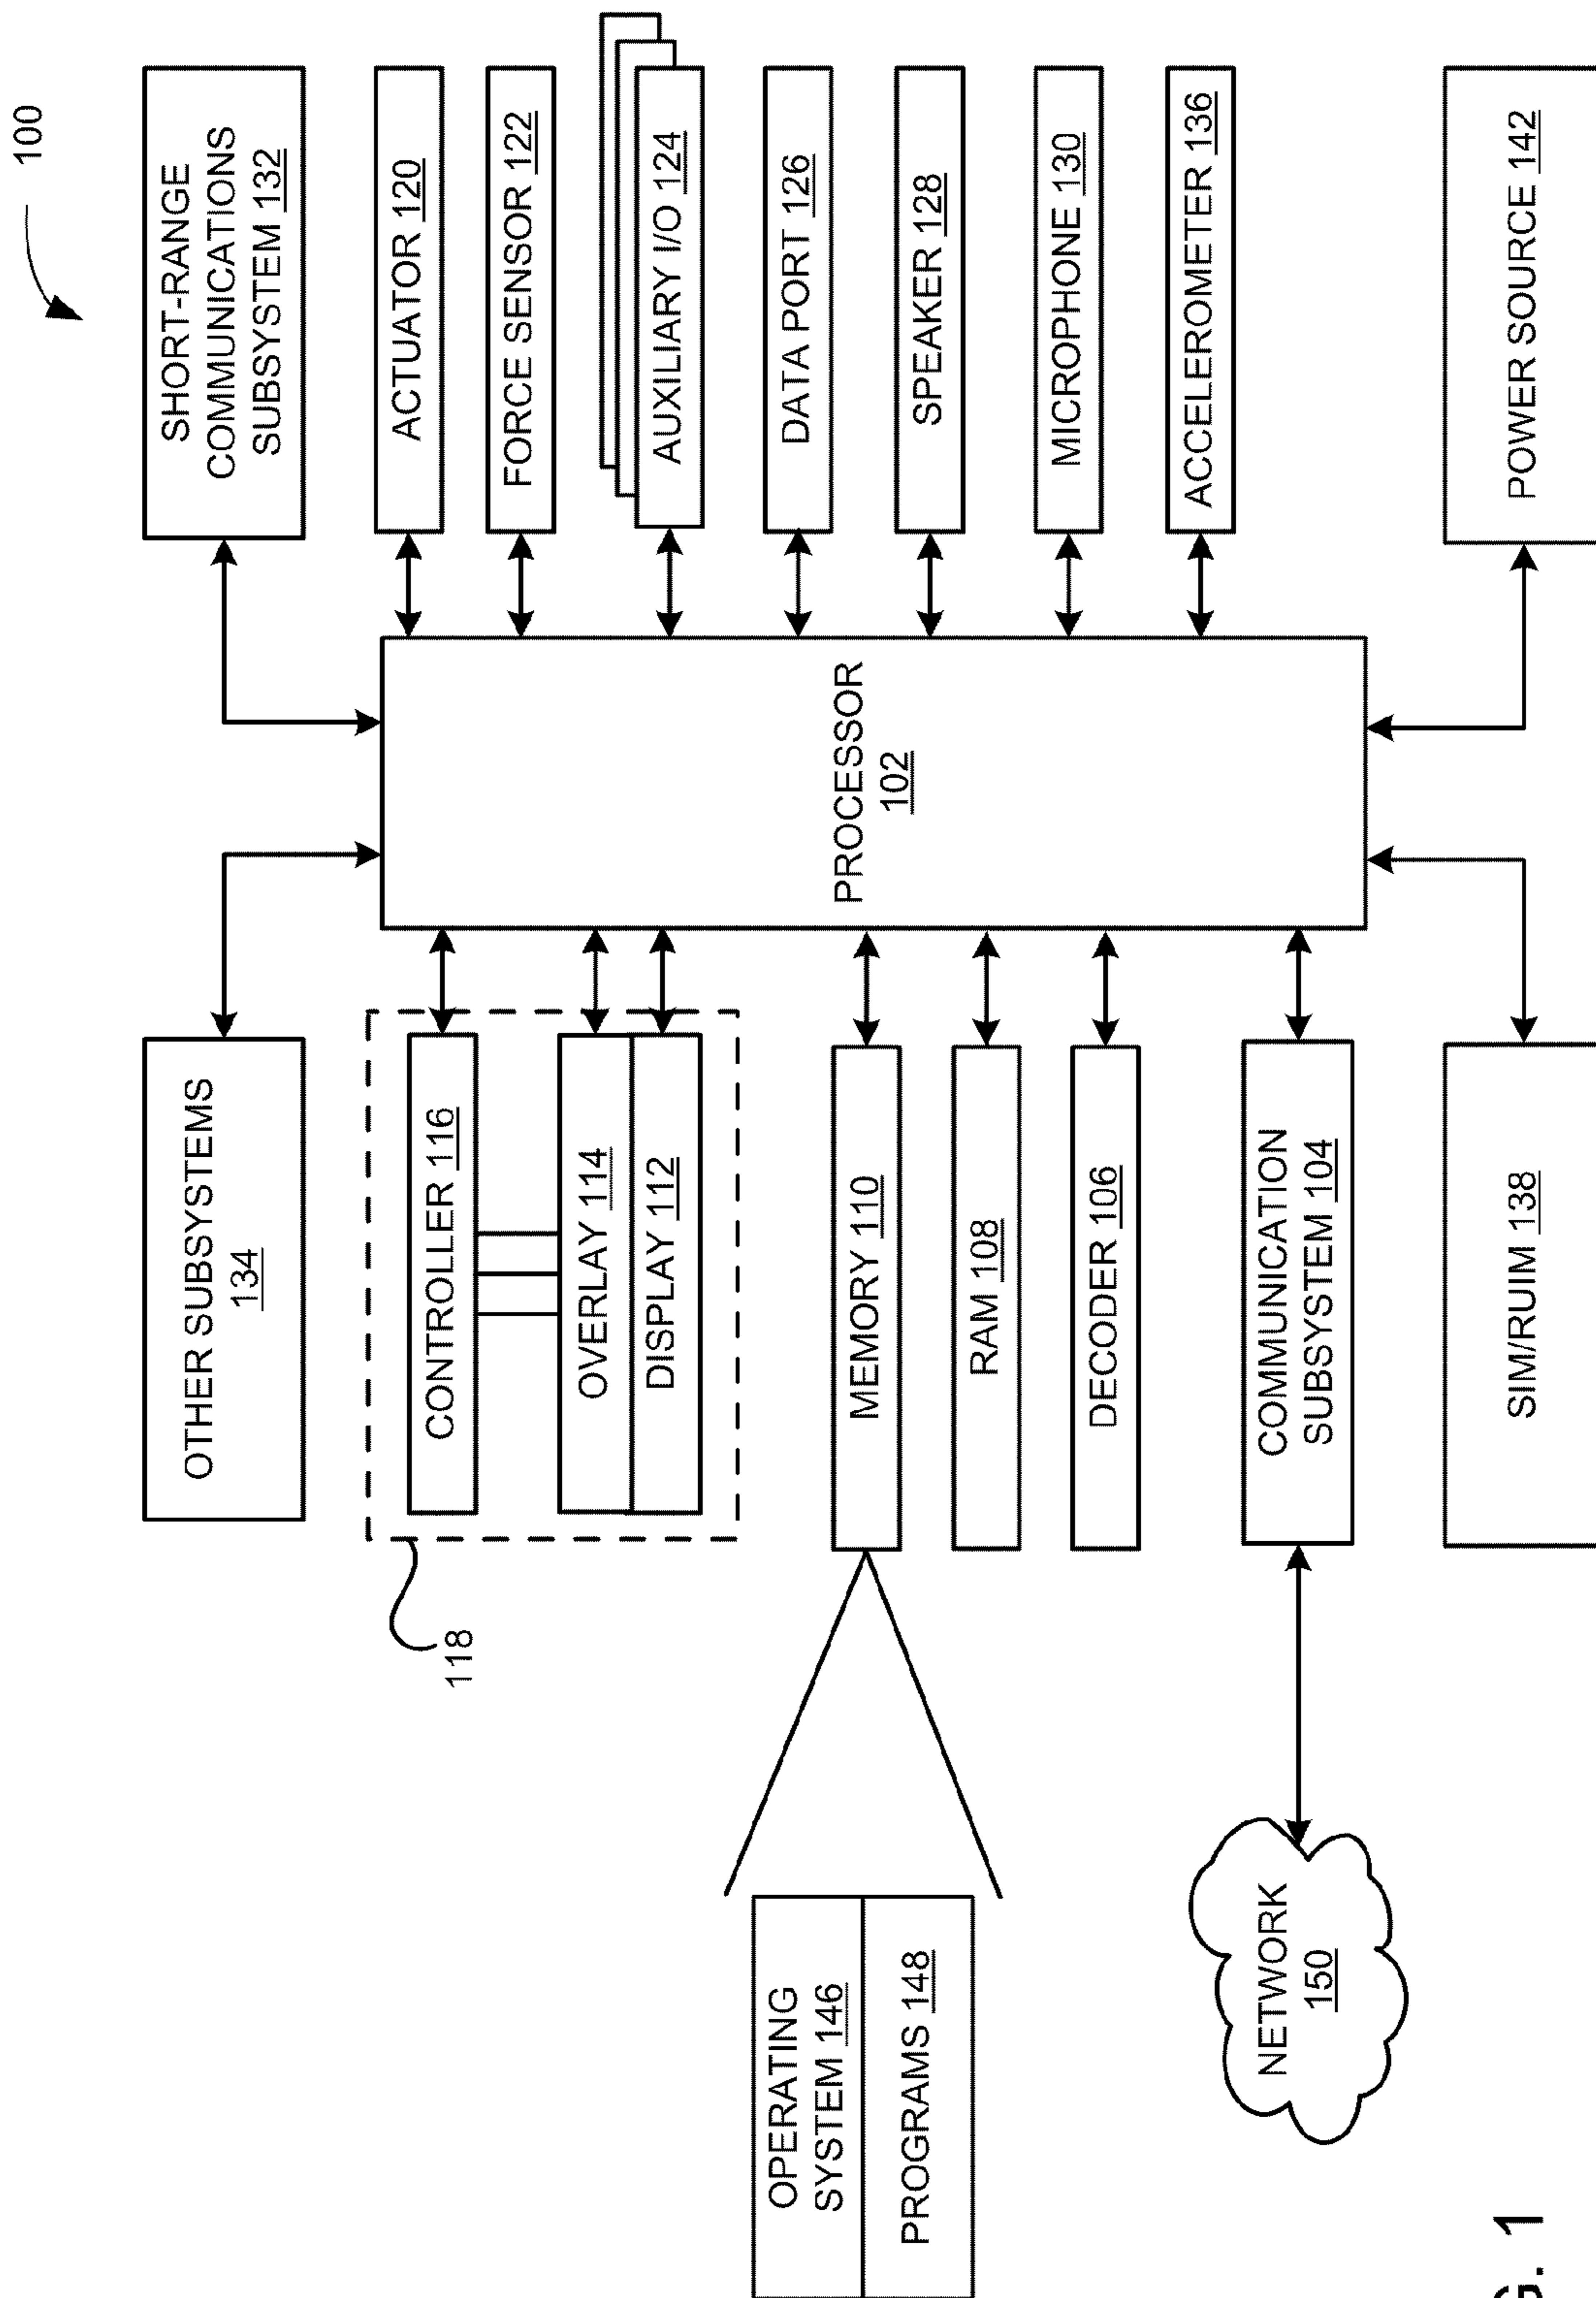 100
OTHER SUBSYSTEMS
134
SHORT-RANGE
COMMUNICATIONS
SUBSYSTEM 132
118
CONTROLLER 116
OVERLAY 114
DISPLAY 112
OPERATING
SYSTEM 146
PROGRAMS 148
MEMORY 110
RAM 108
DECODER 106
NETWORK
150
COMMUNICATION
SUBSYSTEM 104
SIM/RUIM 138
PROCESSOR
102
ACTUATOR 120
FORCE SENSOR 122
AUXILIARY I/O 124
DATA PORT 126
SPEAKER 128
MICROPHONE 130
ACCELEROMETER 136
POWER SOURCE 142
G. 1